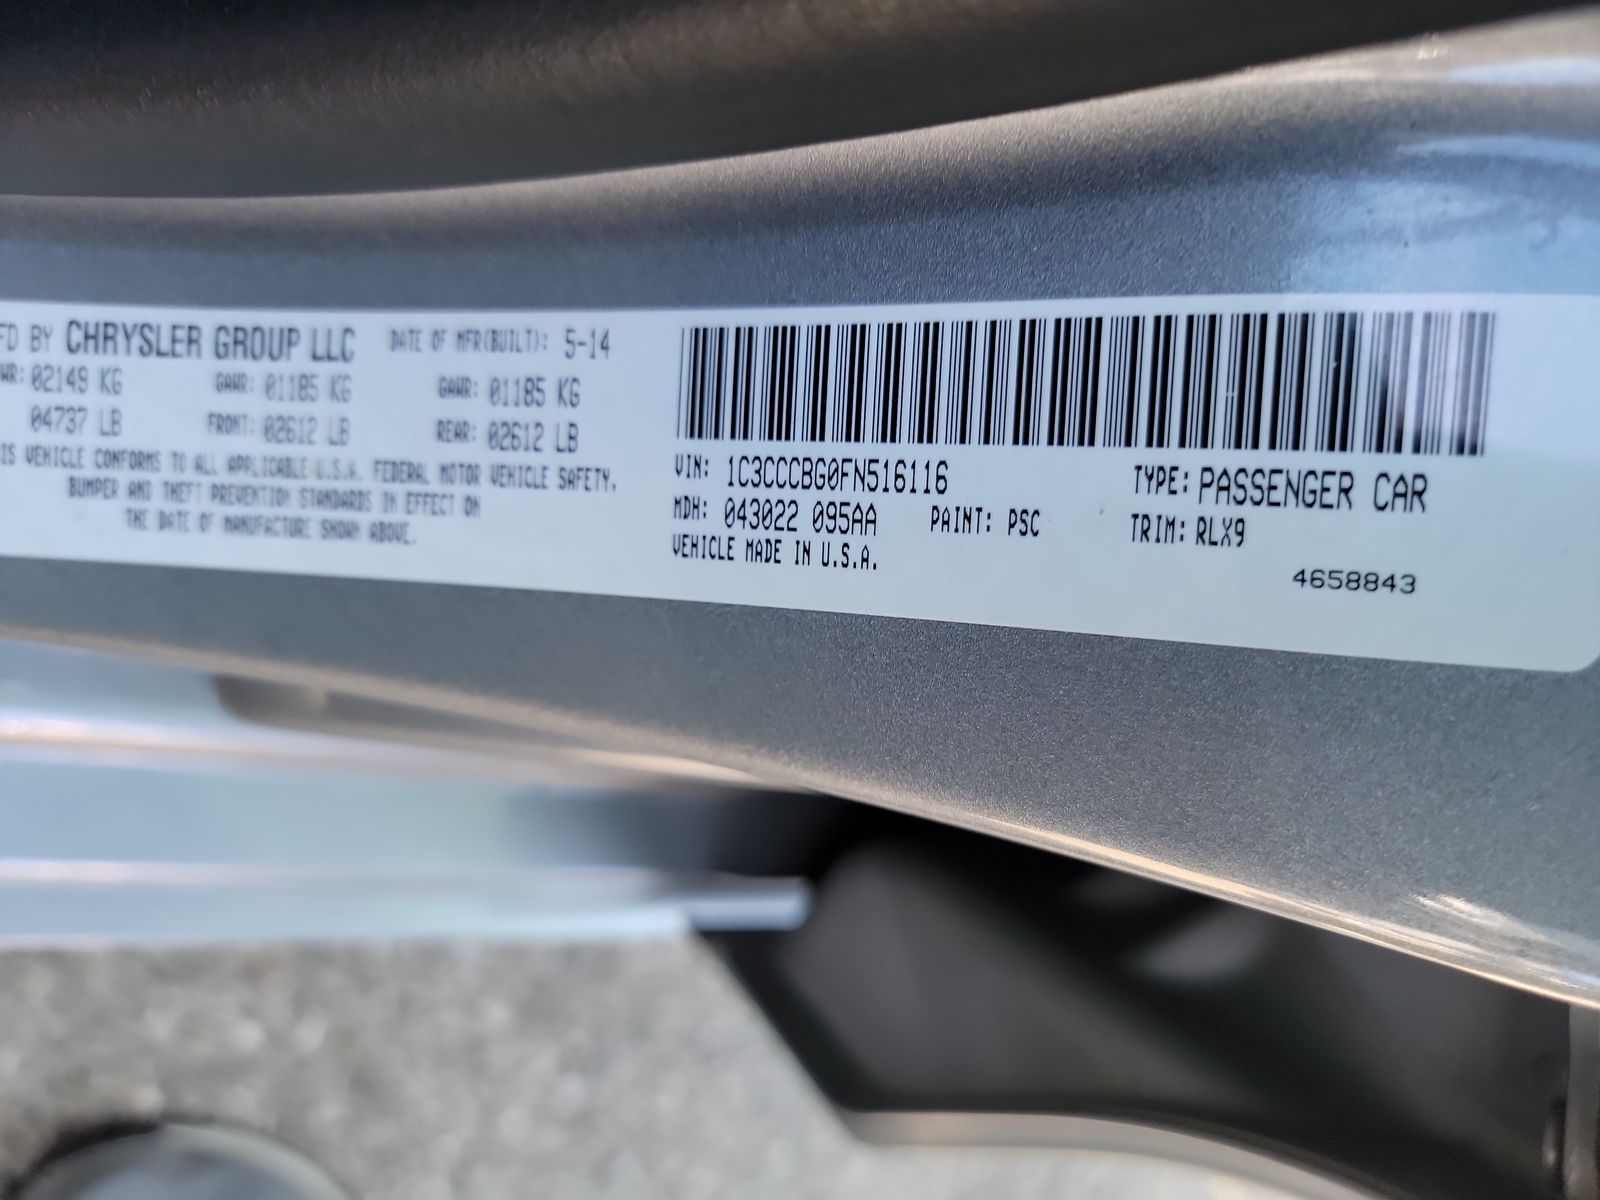 FD BY CHRYSLER GROUP LLC DATE OF MFR(BUILT): 5-14
WR: 02149 KG GAWR: 01185 KG GAWR: 01185 KG
04737 LB FRONT: 02612 LB REAR: 02612 LB
IS VEHICLE CONFORMS TO ALL APPLICABLE U.S.A. FEDERAL MOTOR VEHICLE SAFETY,
BUMPER AND THEFT PREVENTION STANDARDS IN EFFECT ON
THE DATE OF MANUFACTURE SHOWN ABOVE.
VIN: 1C3CCCBG0FN516116 TYPE: PASSENGER CAR
MDH: 043022 095AA PAINT: PSC TRIM: RLX9
VEHICLE MADE IN U.S.A.
4658843